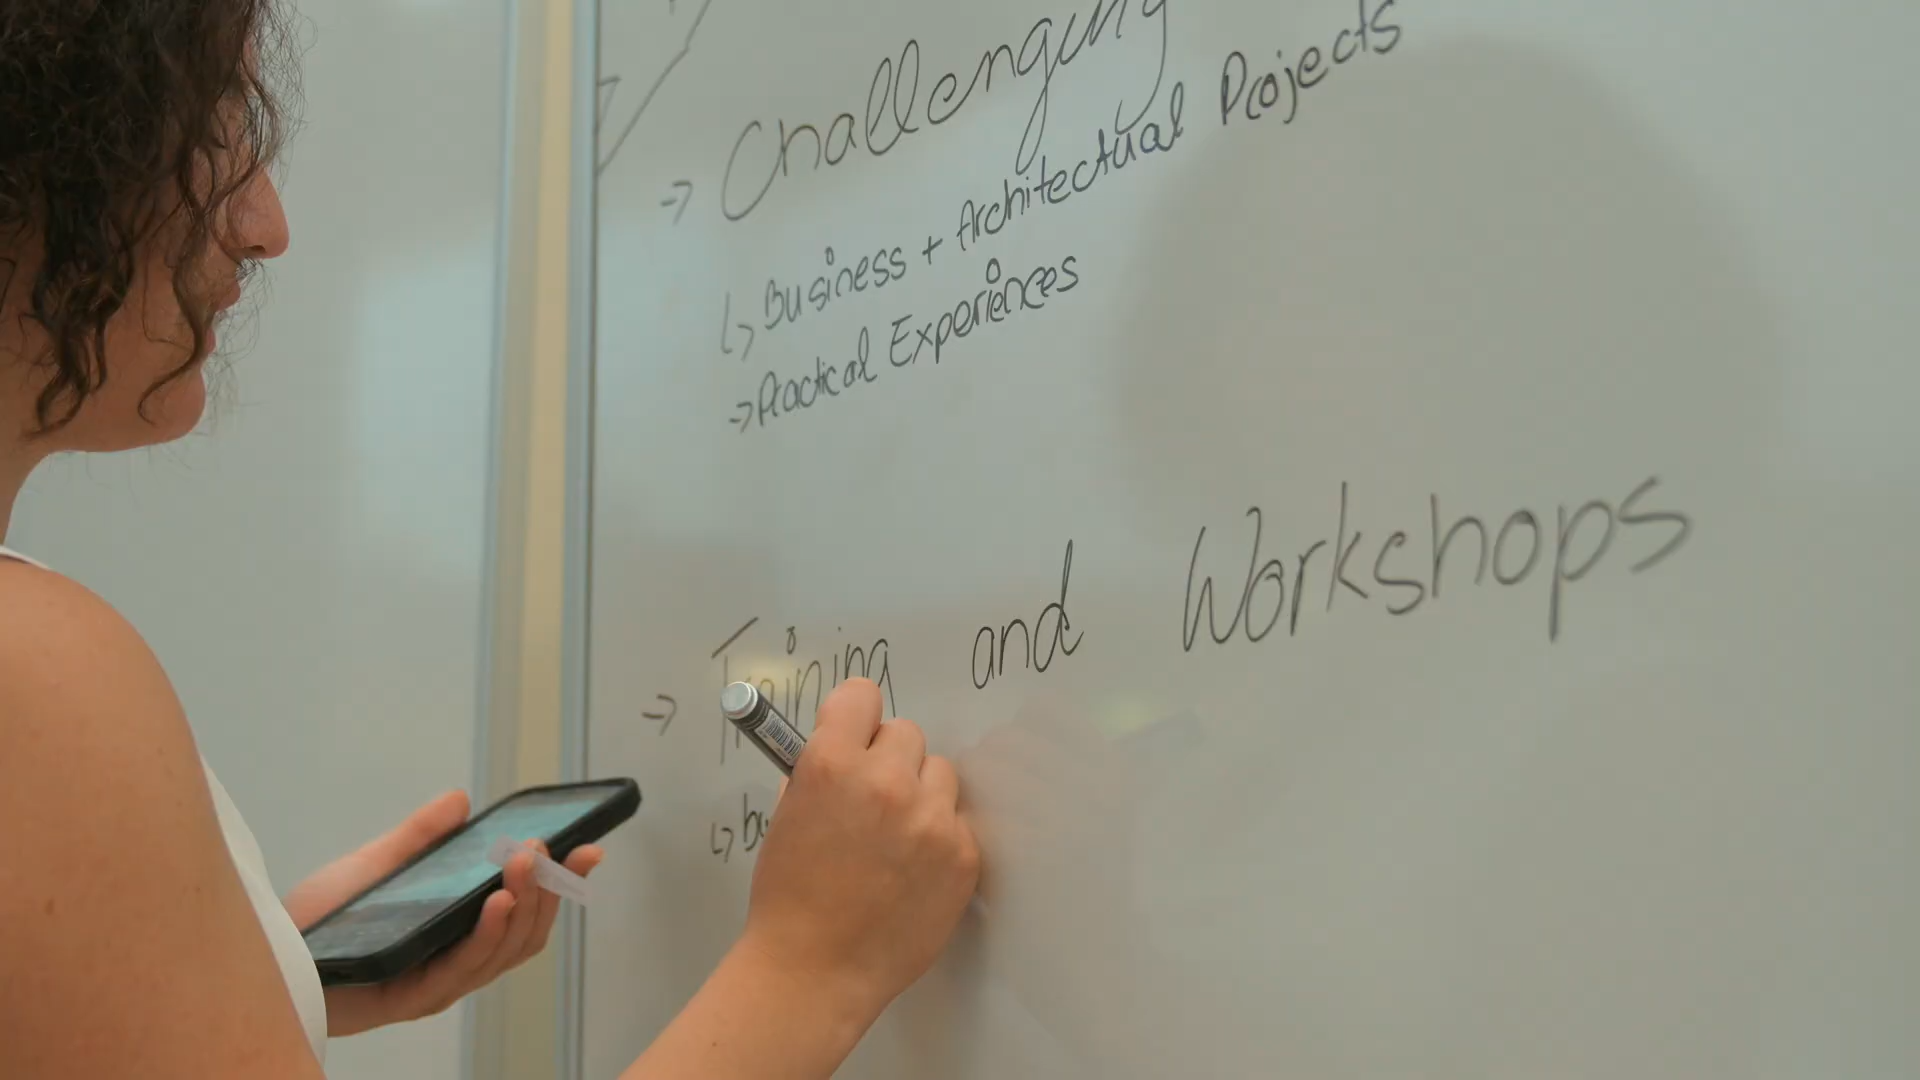 → Challenging
↳ Business + Architectual Projects
→ Practical Experiences
→ Training and Workshops
↳